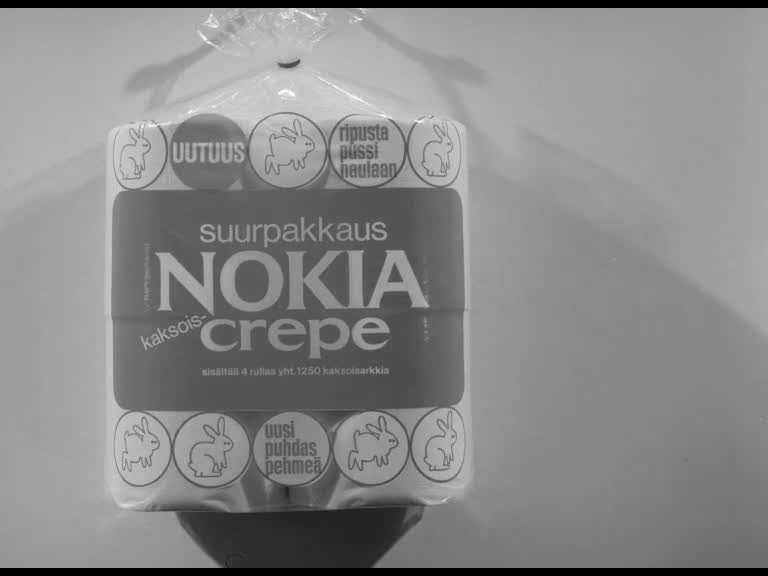 UUTUUS
ripusta
pussi
naulaan
suurpakkaus
NOKIA
kaksois-
crepe
sisältää 4 rullaa yht. 1250 kaksoisarkkia
uusi
puhdas
pehmeä